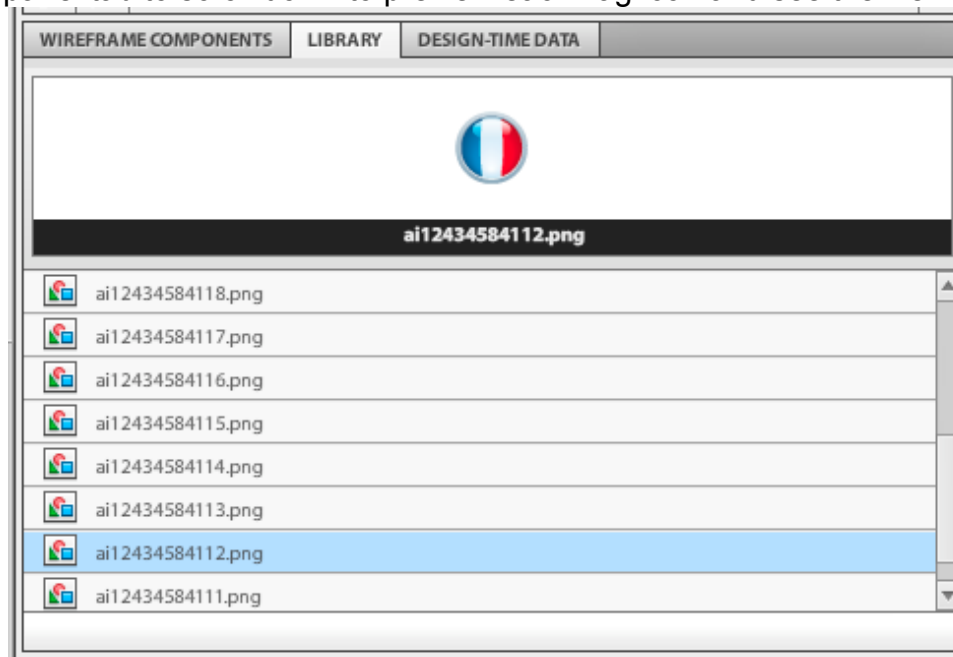 WIREFRAME COMPONENTS LIBRARY DESIGN-TIME DATA
ai12434584112.png
ai12434584118.png
ai12434584117.png
ai12434584116.png
ai12434584115.png
ai12434584114.png
ai12434584113.png
ai12434584112.png
ai12434584111.png